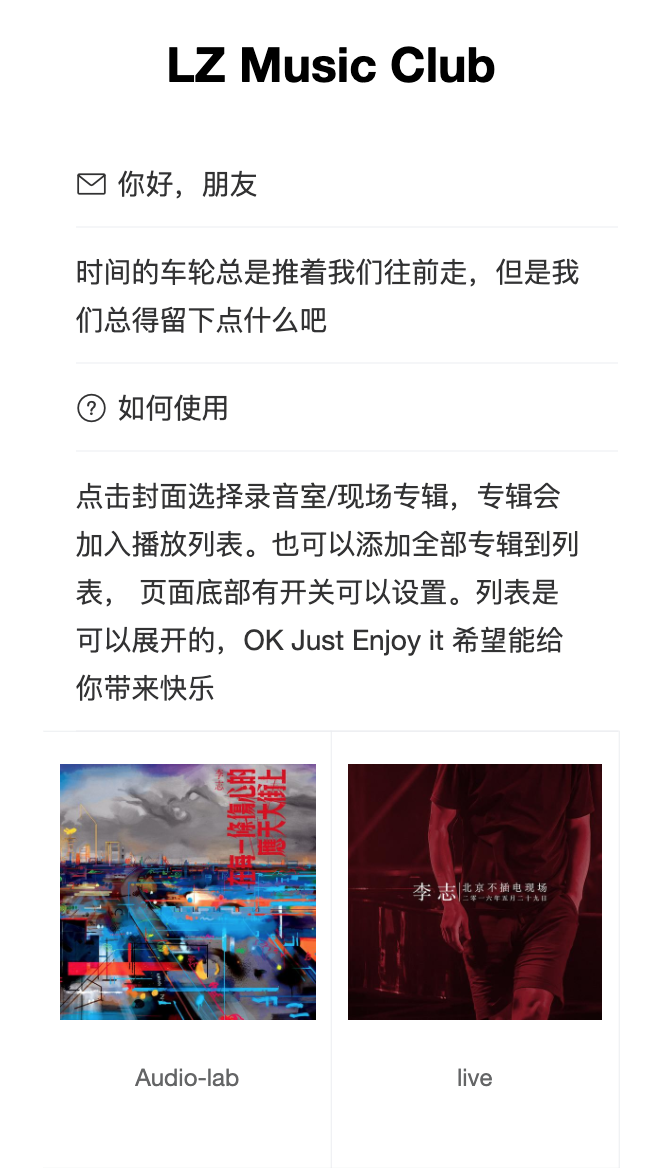 LZ Music Club
你好，朋友
时间的车轮总是推着我们往前走，但是我
们总得留下点什么吧
如何使用
点击封面选择录音室/现场专辑，专辑会
加入播放列表。也可以添加全部专辑到列
表， 页面底部有开关可以设置。列表是
可以展开的，OK Just Enjoy it 希望能给
你带来快乐
在每一條傷心的
應天大街上
李志
李志 北京不插电现场
二零一六年五月二十九日
Audio-lab
live